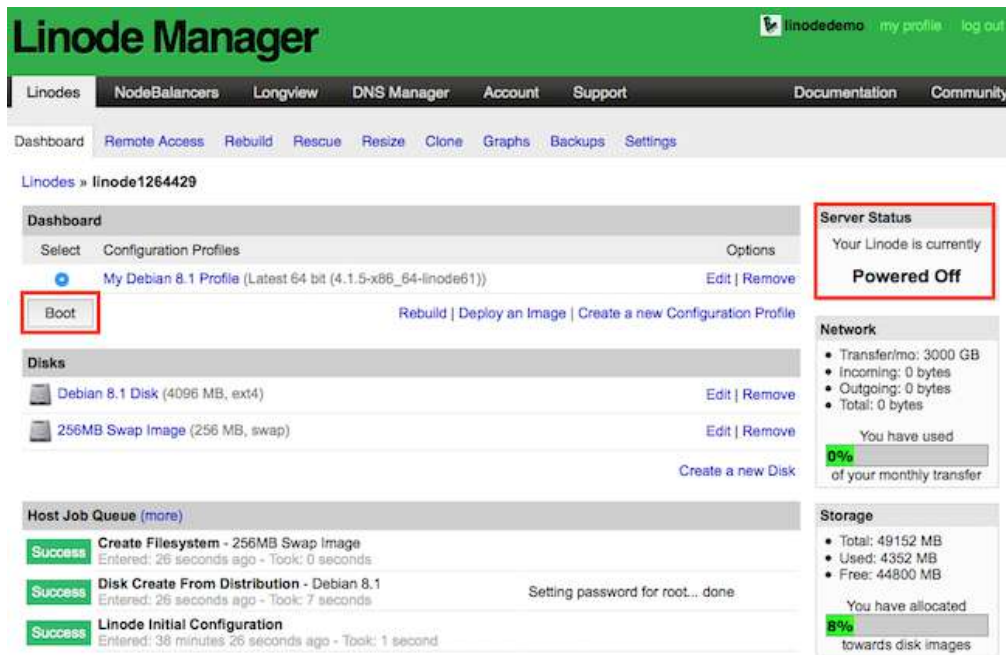 Linode Manager
linodedemo my profile log out
Linodes NodeBalancers Longview DNS Manager Account Support Documentation Community
Dashboard Remote Access Rebuild Rescue Resize Clone Graphs Backups Settings
Linodes » linode1264429
Dashboard
Select Configuration Profiles Options
My Debian 8.1 Profile (Latest 64 bit (4.1.5-x86_64-linode61)) Edit | Remove
Boot Rebuild | Deploy an Image | Create a new Configuration Profile
Disks
Debian 8.1 Disk (4096 MB, ext4) Edit | Remove
256MB Swap Image (256 MB, swap) Edit | Remove
Create a new Disk
Host Job Queue (more)
Success Create Filesystem - 256MB Swap Image
Entered: 26 seconds ago - Took: 0 seconds
Success Disk Create From Distribution - Debian 8.1 Setting password for root... done
Entered: 26 seconds ago - Took: 7 seconds
Success Linode Initial Configuration
Entered: 38 minutes 26 seconds ago - Took: 1 second
Server Status
Your Linode is currently
Powered Off
Network
• Transfer/mo: 3000 GB
• Incoming: 0 bytes
• Outgoing: 0 bytes
• Total: 0 bytes
You have used
0%
of your monthly transfer
Storage
• Total: 49152 MB
• Used: 4352 MB
• Free: 44800 MB
You have allocated
8%
towards disk images